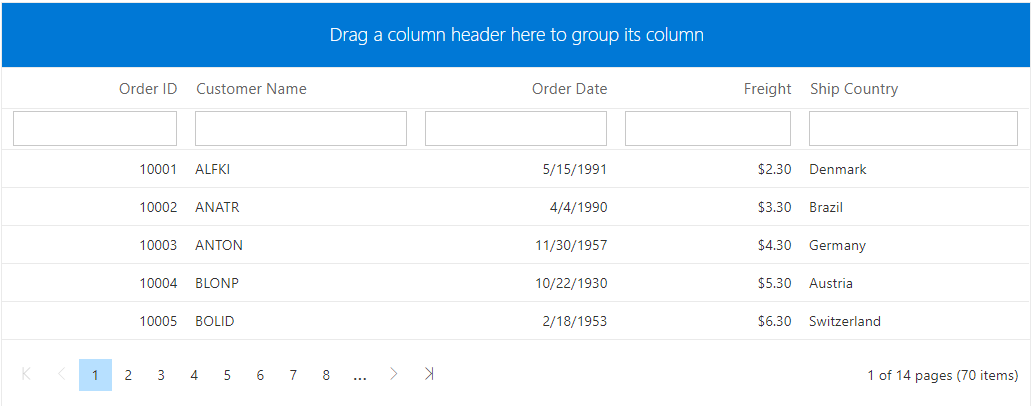 Drag a column header here to group its column
Order ID Customer Name Order Date Freight Ship Country
10001 ALFKI 5/15/1991 $2.30 Denmark
10002 ANATR 4/4/1990 $3.30 Brazil
10003 ANTON 11/30/1957 $4.30 Germany
10004 BLONP 10/22/1930 $5.30 Austria
10005 BOLID 2/18/1953 $6.30 Switzerland
1 2 3 4 5 6 7 8 ... 1 of 14 pages (70 items)